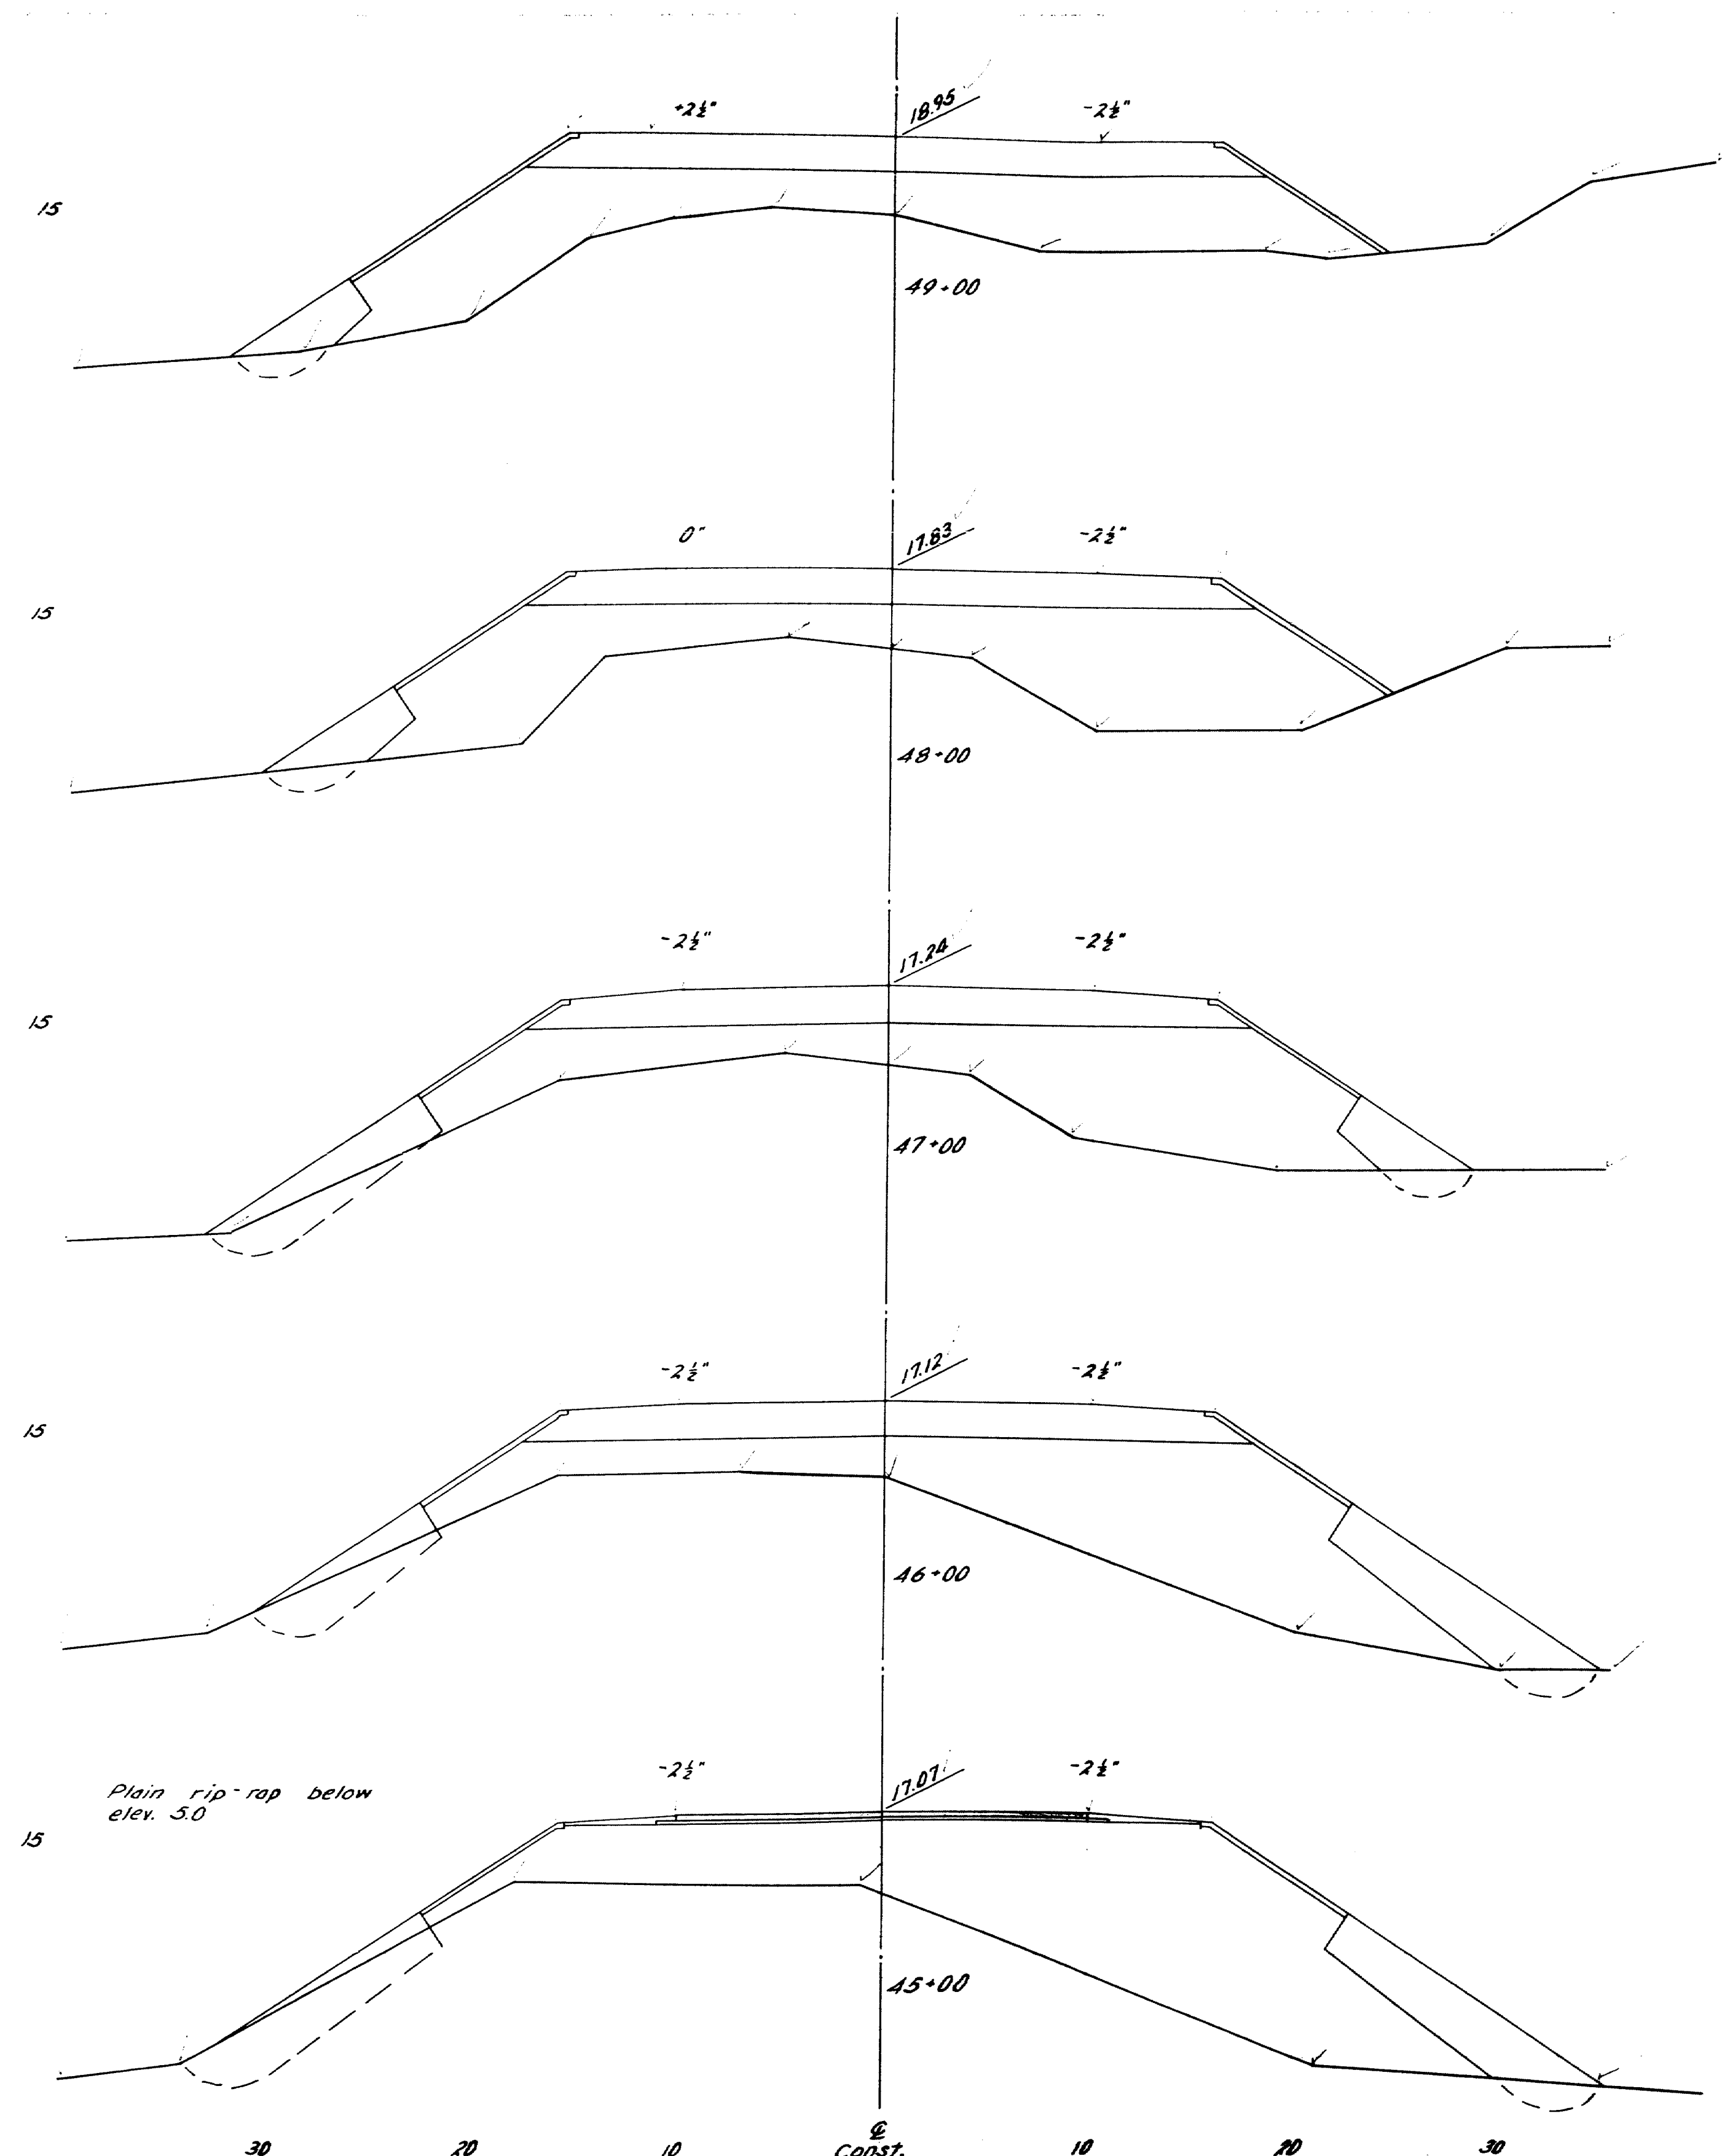 +2½" 18.95 -2½"
15
49+00
0" 17.83 -2½"
15
48+00
-2½" 17.24 -2½"
15
47+00
-2½" 17.12 -2½"
15
46+00
-2½" 17.07 -2½"
Plain rip-rap below
elev. 5.0
15
45+00
30 20 10 ℄ 10 20 30
Const.